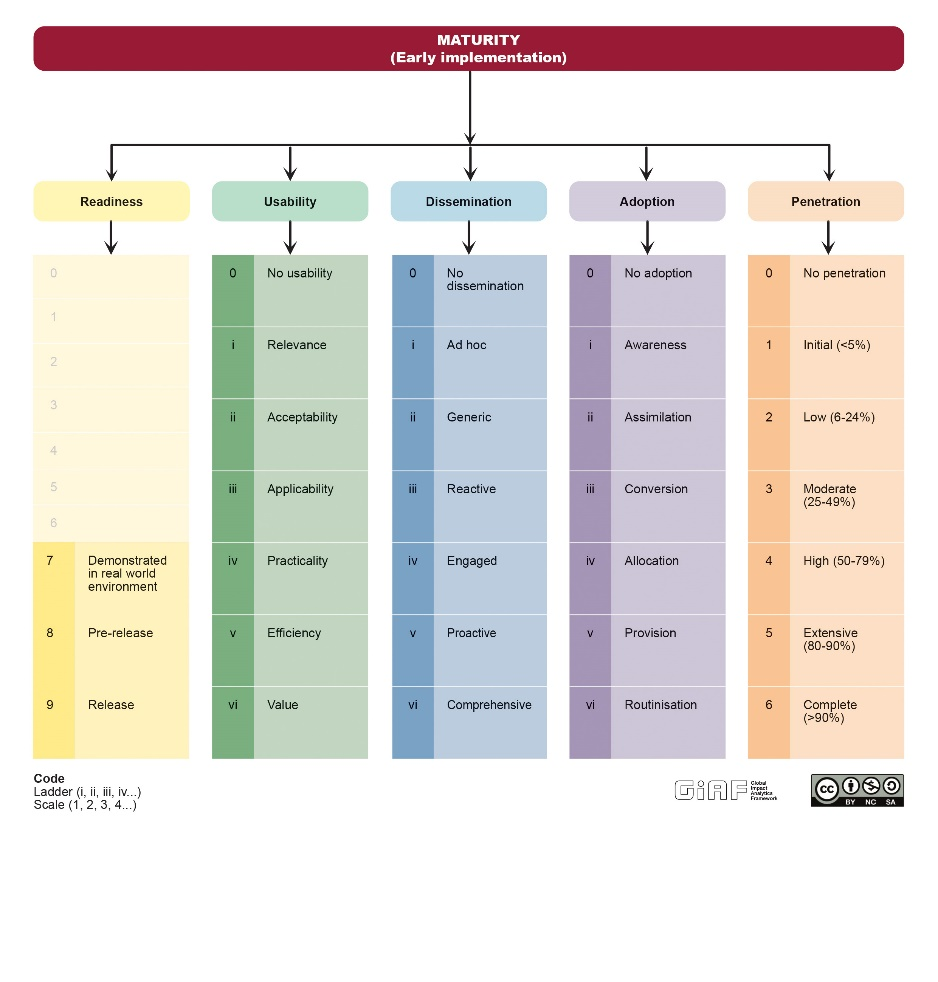 MATURITY
(Early implementation)
Readiness
Usability
Dissemination
Adoption
Penetration
0
1
2
3
4
5
6
7
Demonstrated
in real world
environment
8
Pre-release
9
Release
0
No usability
i
Relevance
ii
Acceptability
iii
Applicability
iv
Practicality
v
Efficiency
vi
Value
0
No
dissemination
i
Ad hoc
ii
Generic
iii
Reactive
iv
Engaged
v
Proactive
vi
Comprehensive
0
No adoption
i
Awareness
ii
Assimilation
iii
Conversion
iv
Allocation
v
Provision
vi
Routinisation
0
No penetration
1
Initial (<5%)
2
Low (6-24%)
3
Moderate
(25-49%)
4
High (50-79%)
5
Extensive
(80-90%)
6
Complete
(>90%)
Code
Ladder (i, ii, iii, iv...)
Scale (1, 2, 3, 4...)
GiAF
Global
Impact
Analytics
Framework
cc
BY NC SA